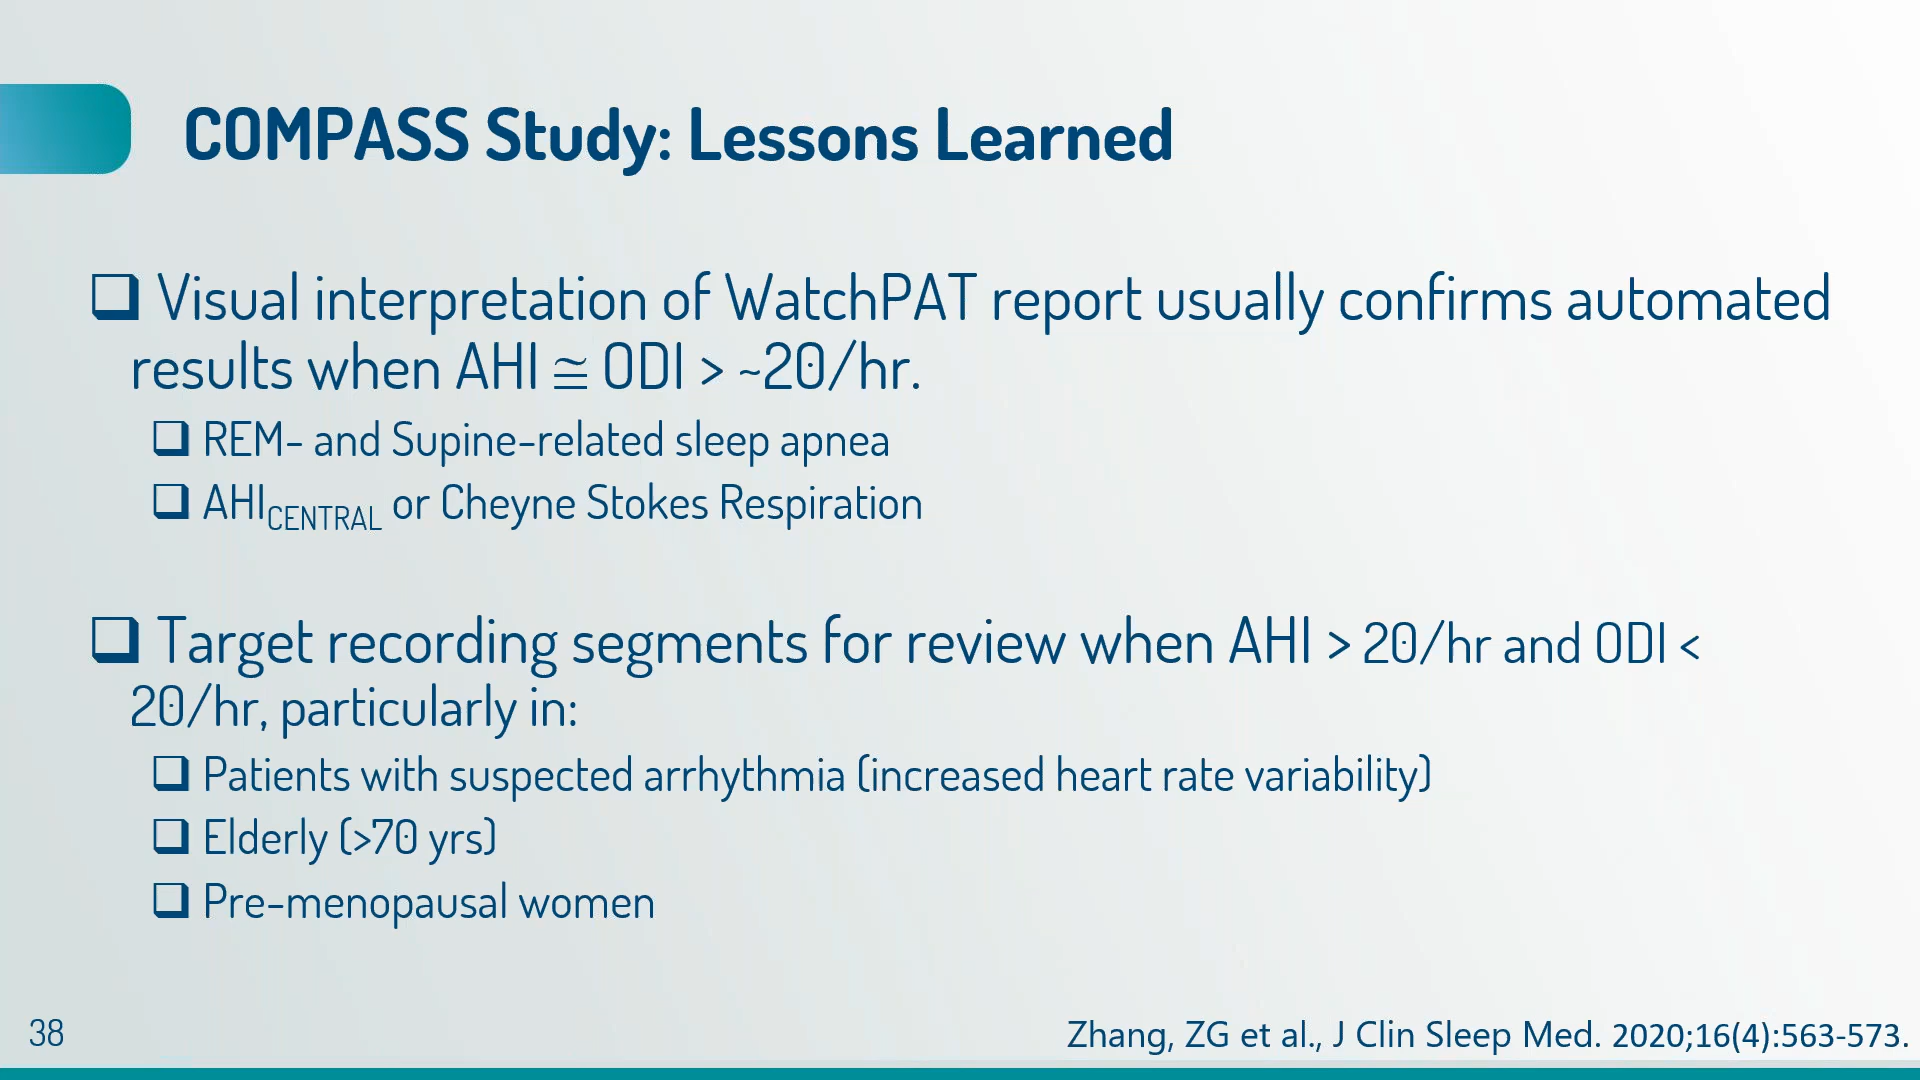 COMPASS Study: Lessons Learned
❑ Visual interpretation of WatchPAT report usually confirms automated
results when AHI ≅ ODI > ~20/hr.
❑ REM- and Supine-related sleep apnea
❑ AHICENTRAL or Cheyne Stokes Respiration
❑ Target recording segments for review when AHI > 20/hr and ODI <
20/hr, particularly in:
❑ Patients with suspected arrhythmia (increased heart rate variability)
❑ Elderly (>70 yrs)
❑ Pre-menopausal women
38
Zhang, ZG et al., J Clin Sleep Med. 2020;16(4):563-573.